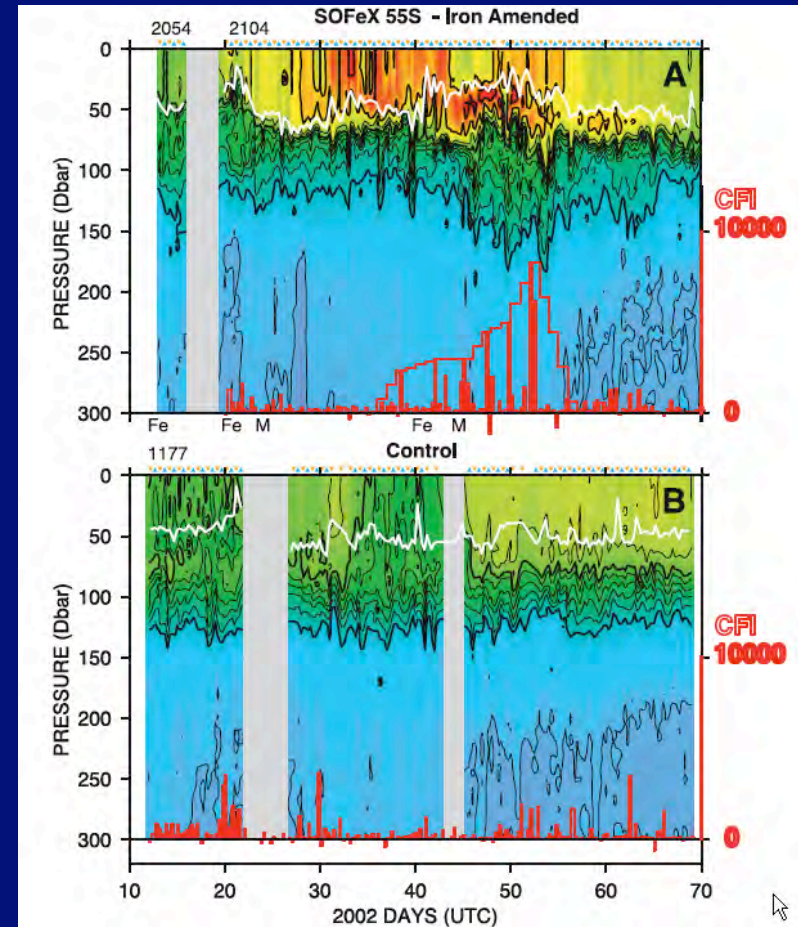 SOFeX 55S - Iron Amended
2054 2104
0
50
100
150
200
250
300
PRESSURE (Dbar)
A
CFI
10000
0
Fe Fe M Fe M
Control
1177
0
50
100
150
200
250
300
PRESSURE (Dbar)
B
CFI
10000
0
10 20 30 40 50 60 70
2002 DAYS (UTC)